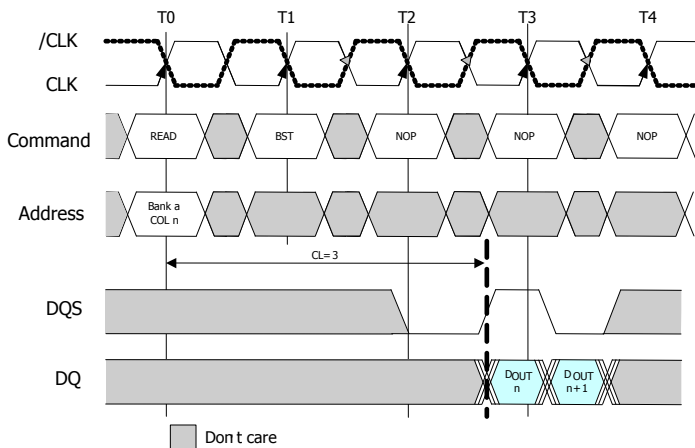 T0 T1 T2 T3 T4
/CLK
CLK
Command READ BST NOP NOP NOP
Address Bank a
COL n
CL=3
DQS
DQ DOUT n DOUT n+1
Don't care